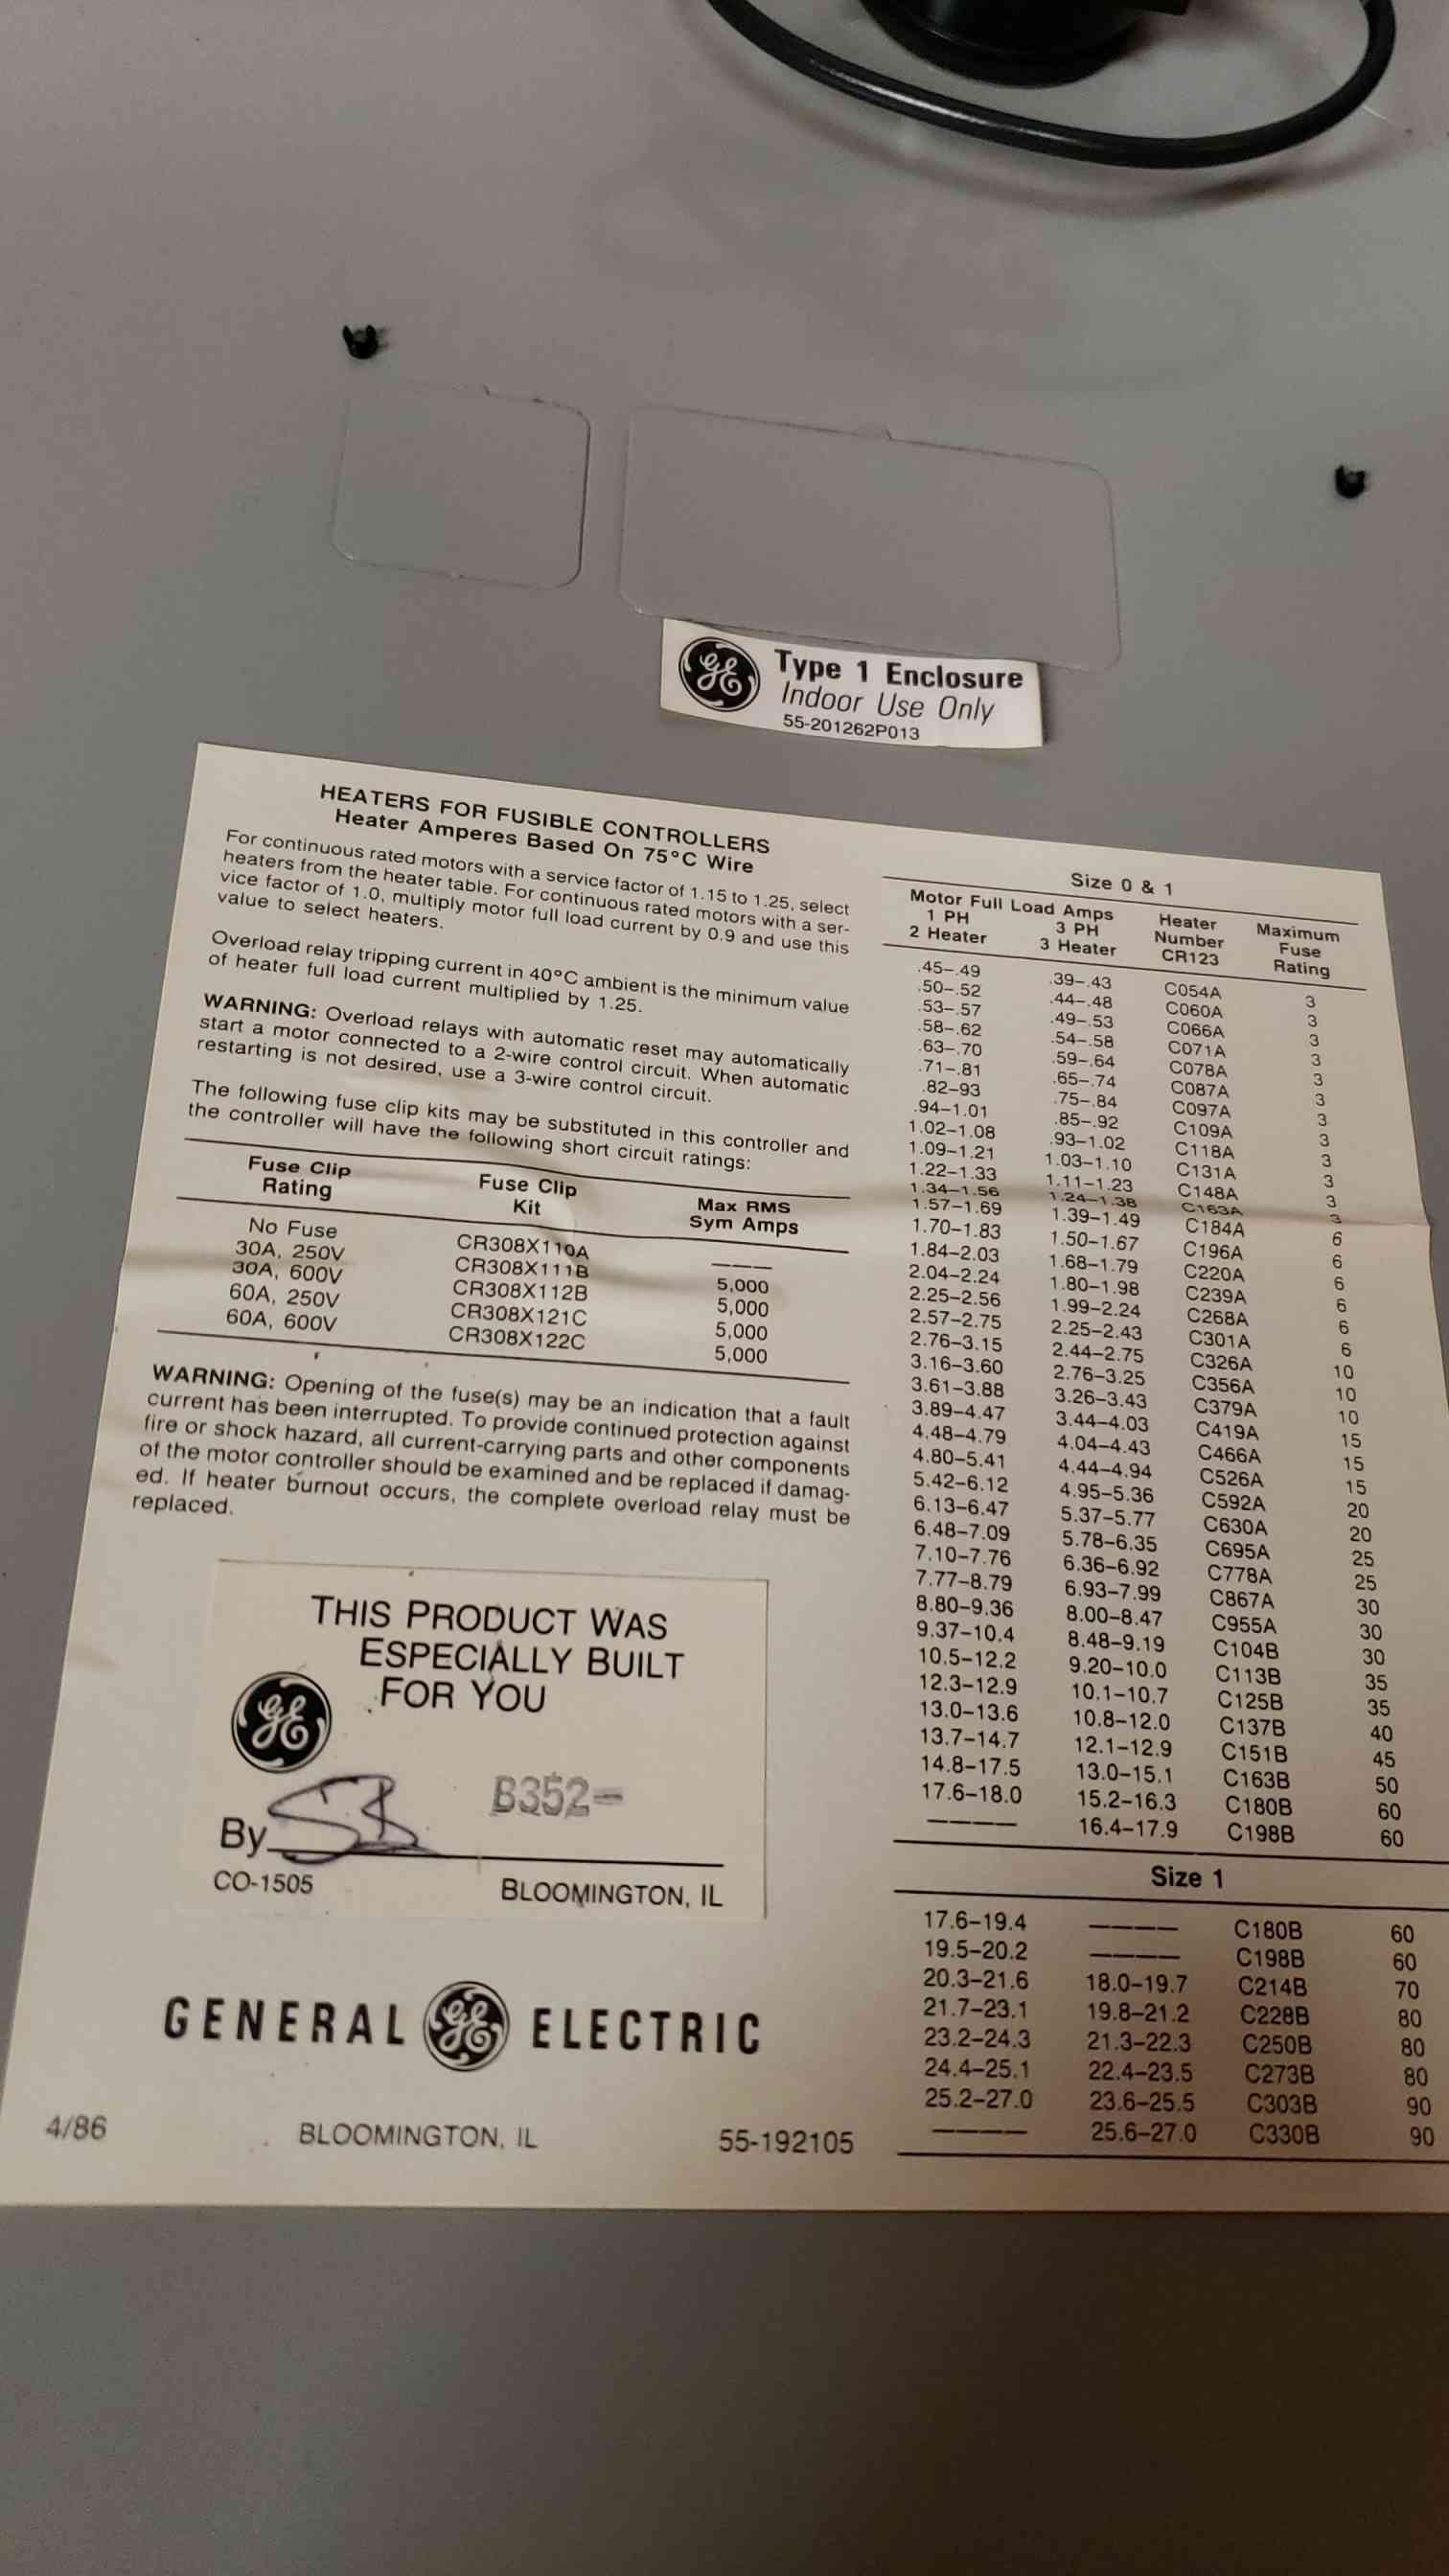 Type 1 Enclosure
Indoor Use Only
55-201262P013
HEATERS FOR FUSIBLE CONTROLLERS
Heater Amperes Based On 75°C Wire
For continuous rated motors with a service factor of 1.15 to 1.25, select
heaters from the heater table. For continuous rated motors with a ser-
vice factor of 1.0, multiply motor full load current by 0.9 and use this
value to select heaters.
Overload relay tripping current in 40°C ambient is the minimum value
of heater full load current multiplied by 1.25.
WARNING: Overload relays with automatic reset may automatically
start a motor connected to a 2-wire control circuit. When automatic
restarting is not desired, use a 3-wire control circuit.
The following fuse clip kits may be substituted in this controller and
the controller will have the following short circuit ratings:
Fuse Clip Rating Fuse Clip Kit Max RMS Sym Amps
No Fuse CR308X110A ————
30A, 250V CR308X111B 5,000
30A, 600V CR308X112B 5,000
60A, 250V CR308X121C 5,000
60A, 600V CR308X122C 5,000
WARNING: Opening of the fuse(s) may be an indication that a fault
current has been interrupted. To provide continued protection against
fire or shock hazard, all current-carrying parts and other components
of the motor controller should be examined and be replaced if damag-
ed. If heater burnout occurs, the complete overload relay must be
replaced.
THIS PRODUCT WAS
ESPECIALLY BUILT
FOR YOU
GE
B352-
By SB
CO-1505 BLOOMINGTON, IL
GENERAL GE ELECTRIC
4/86 BLOOMINGTON, IL 55-192105
Size 0 & 1
Motor Full Load Amps Heater Number CR123 Maximum Fuse Rating
1 PH 3 PH
2 Heater 3 Heater
.45–.49 .39–.43 C054A 3
.50–.52 .44–.48 C060A 3
.53–.57 .49–.53 C066A 3
.58–.62 .54–.58 C071A 3
.63–.70 .59–.64 C078A 3
.71–.81 .65–.74 C087A 3
.82–93 .75–.84 C097A 3
.94–1.01 .85–.92 C109A 3
1.02–1.08 .93–1.02 C118A 3
1.09–1.21 1.03–1.10 C131A 3
1.22–1.33 1.11–1.23 C148A 3
1.34–1.56 1.24–1.38 C163A 3
1.57–1.69 1.39–1.49 C184A 6
1.70–1.83 1.50–1.67 C196A 6
1.84–2.03 1.68–1.79 C220A 6
2.04–2.24 1.80–1.98 C239A 6
2.25–2.56 1.99–2.24 C268A 6
2.57–2.75 2.25–2.43 C301A 6
2.76–3.15 2.44–2.75 C326A 10
3.16–3.60 2.76–3.25 C356A 10
3.61–3.88 3.26–3.43 C379A 10
3.89–4.47 3.44–4.03 C419A 15
4.48–4.79 4.04–4.43 C466A 15
4.80–5.41 4.44–4.94 C526A 15
5.42–6.12 4.95–5.36 C592A 20
6.13–6.47 5.37–5.77 C630A 20
6.48–7.09 5.78–6.35 C695A 25
7.10–7.76 6.36–6.92 C778A 25
7.77–8.79 6.93–7.99 C867A 30
8.80–9.36 8.00–8.47 C955A 30
9.37–10.4 8.48–9.19 C104B 30
10.5–12.2 9.20–10.0 C113B 35
12.3–12.9 10.1–10.7 C125B 35
13.0–13.6 10.8–12.0 C137B 40
13.7–14.7 12.1–12.9 C151B 45
14.8–17.5 13.0–15.1 C163B 50
17.6–18.0 15.2–16.3 C180B 60
———— 16.4–17.9 C198B 60
Size 1
17.6–19.4 ———— C180B 60
19.5–20.2 ———— C198B 60
20.3–21.6 18.0–19.7 C214B 70
21.7–23.1 19.8–21.2 C228B 80
23.2–24.3 21.3–22.3 C250B 80
24.4–25.1 22.4–23.5 C273B 80
25.2–27.0 23.6–25.5 C303B 90
———— 25.6–27.0 C330B 90